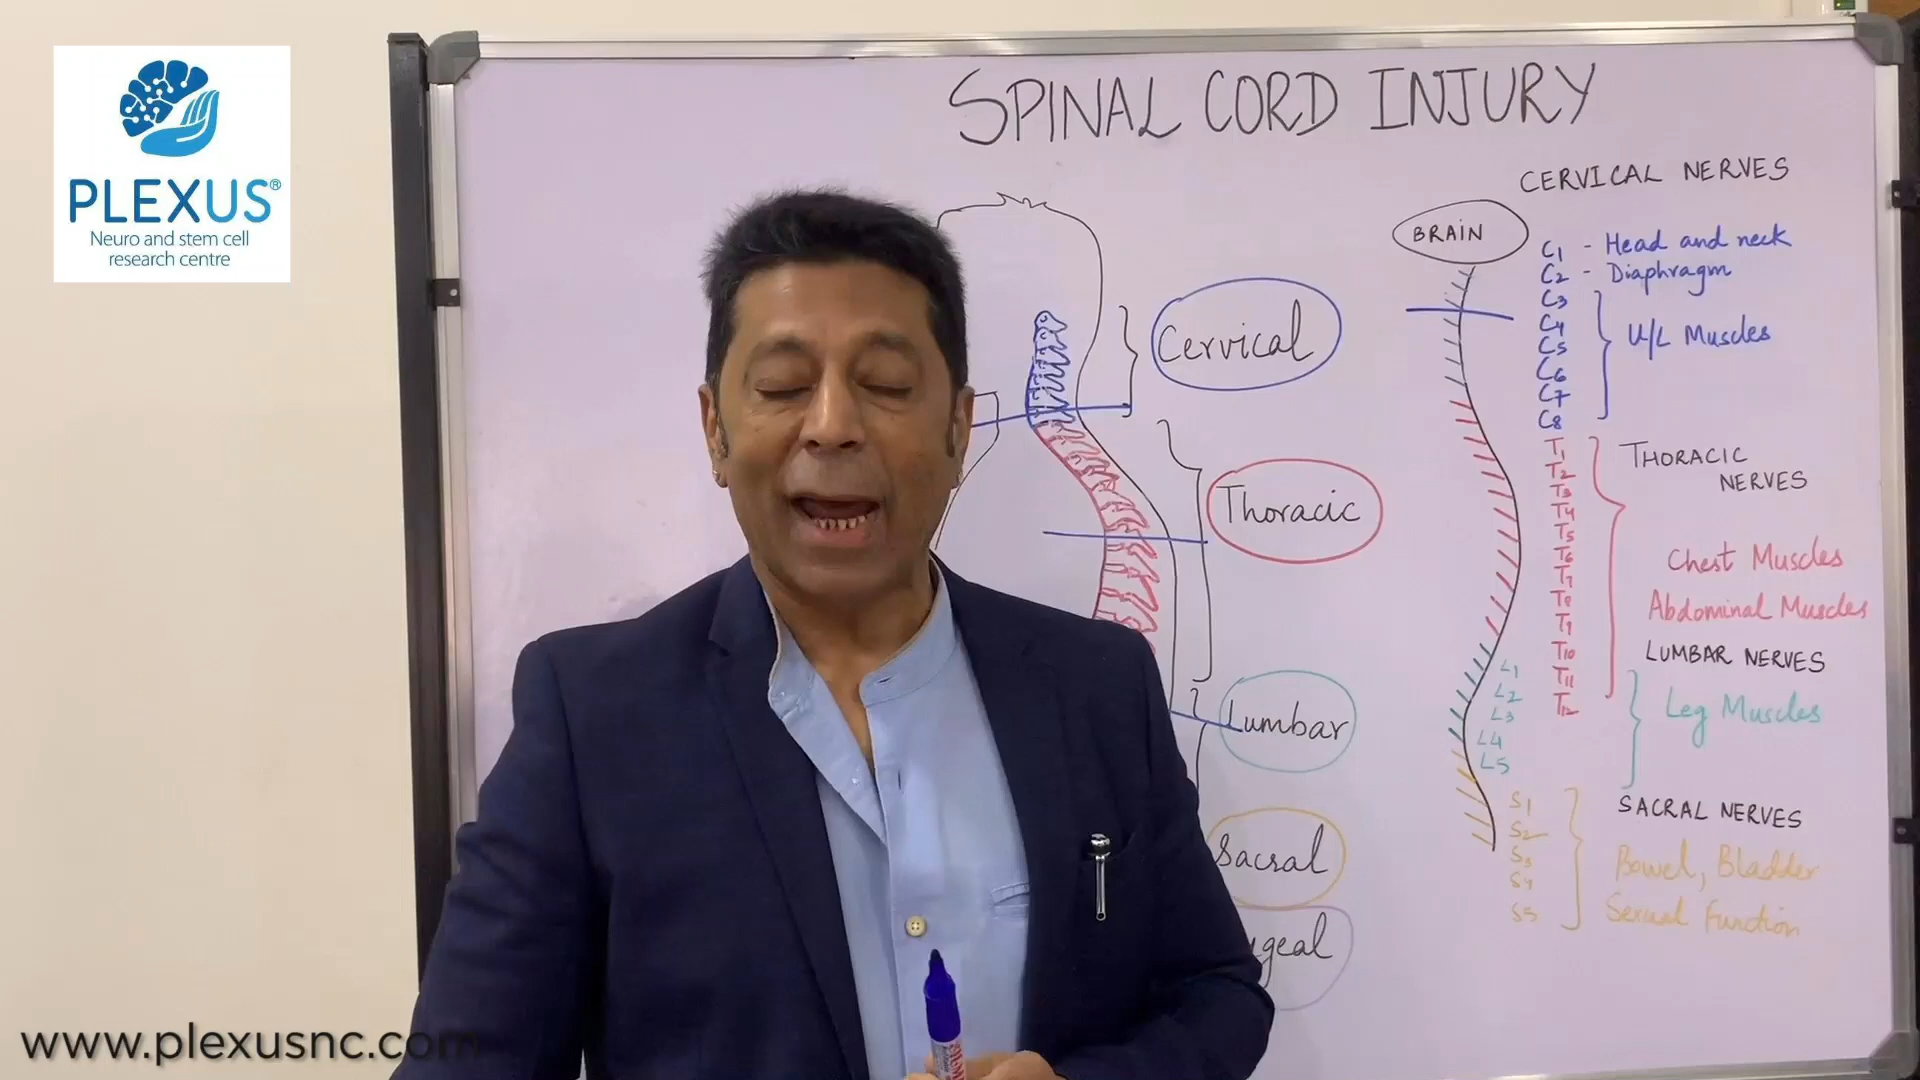 PLEXUS®
Neuro and stem cell
research centre
SPINAL CORD INJURY
CERVICAL NERVES
BRAIN
C1 - Head and neck
C2 - Diaphragm
C3
C4
C5
C6
C7
C8
U/L Muscles
Cervical
Thoracic
Lumbar
Sacral
geal
T1
T2
T3
T4
T5
T6
T7
T8
T9
T10
T11
T12
THORACIC
NERVES
Chest Muscles
Abdominal Muscles
LUMBAR NERVES
L1
L2
L3
L4
L5
Leg Muscles
SACRAL NERVES
S1
S2
S3
S4
S5
Bowel, Bladder
Sexual Function
www.plexusnc.com